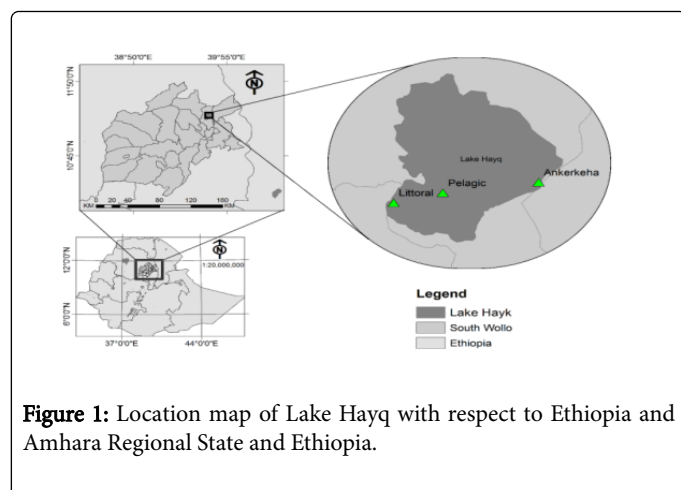 38°50'0"E 39°55'0"E
11°50'0"N
10°45'0"N
N
0 20 40 80 120 160
KM KM
Lake Hayq
Ankerkeha
Pelagic
Littoral
N
1:20,000,000
12°0'0"N
6°0'0"N
37°0'0"E 44°0'0"E
Legend
Lake Hayk
South Wollo
Ethiopia
Figure 1: Location map of Lake Hayq with respect to Ethiopia and
Amhara Regional State and Ethiopia.